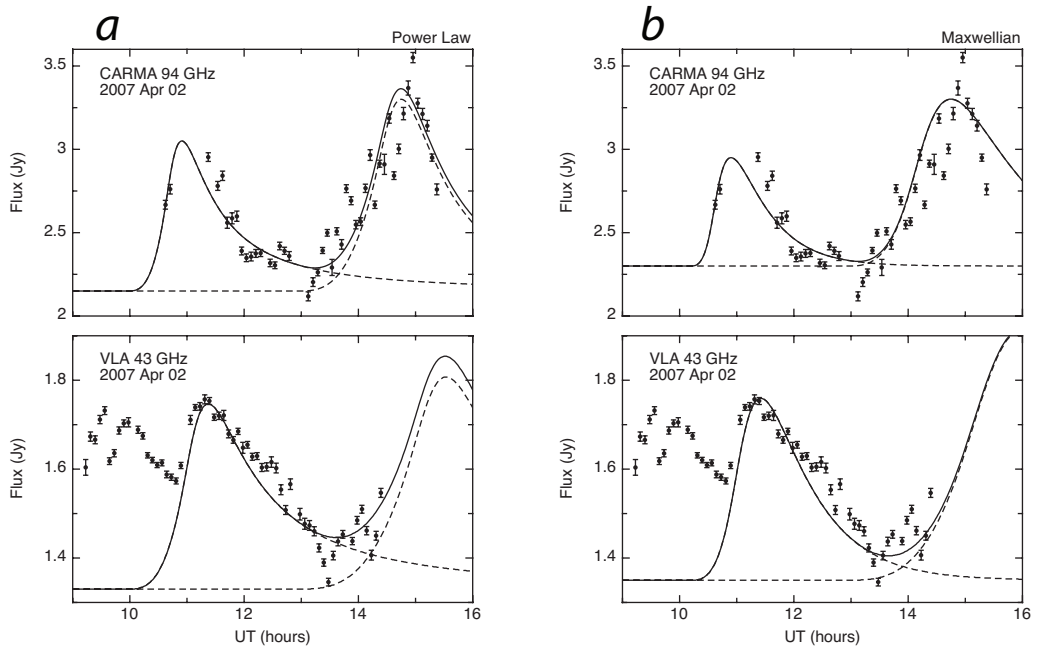 a
Power Law
CARMA 94 GHz
2007 Apr 02
3.5
3
2.5
2
Flux (Jy)
VLA 43 GHz
2007 Apr 02
1.8
1.6
1.4
Flux (Jy)
10 12 14 16
UT (hours)
b
Maxwellian
CARMA 94 GHz
2007 Apr 02
3.5
3
2.5
2
Flux (Jy)
VLA 43 GHz
2007 Apr 02
1.8
1.6
1.4
Flux (Jy)
10 12 14 16
UT (hours)